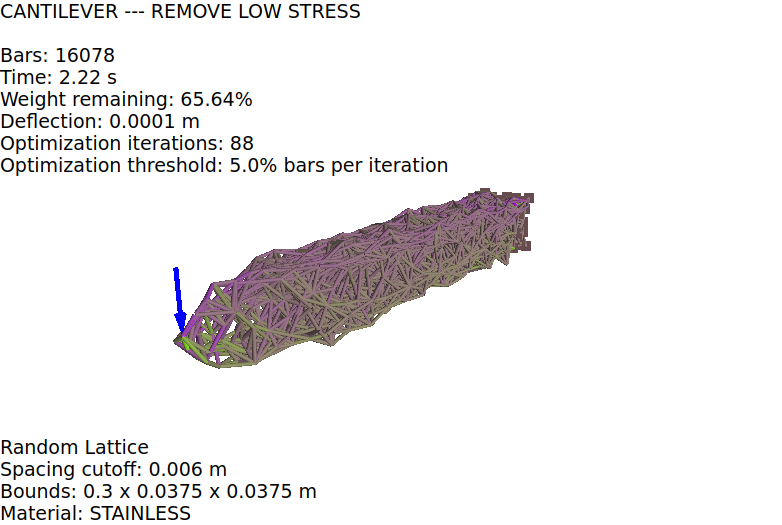 CANTILEVER --- REMOVE LOW STRESS
Bars: 16078
Time: 2.22 s
Weight remaining: 65.64%
Deflection: 0.0001 m
Optimization iterations: 88
Optimization threshold: 5.0% bars per iteration
Random Lattice
Spacing cutoff: 0.006 m
Bounds: 0.3 x 0.0375 x 0.0375 m
Material: STAINLESS